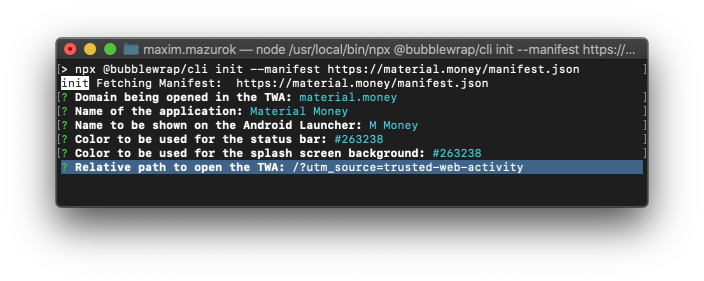 maxim.mazurok — node /usr/local/bin/npx @bubblewrap/cli init --manifest https://...
[> npx @bubblewrap/cli init --manifest https://material.money/manifest.json ]
init Fetching Manifest:  https://material.money/manifest.json
[? Domain being opened in the TWA: material.money ]
[? Name of the application: Material Money ]
[? Name to be shown on the Android Launcher: M Money ]
[? Color to be used for the status bar: #263238 ]
[? Color to be used for the splash screen background: #263238 ]
? Relative path to open the TWA: /?utm_source=trusted-web-activity